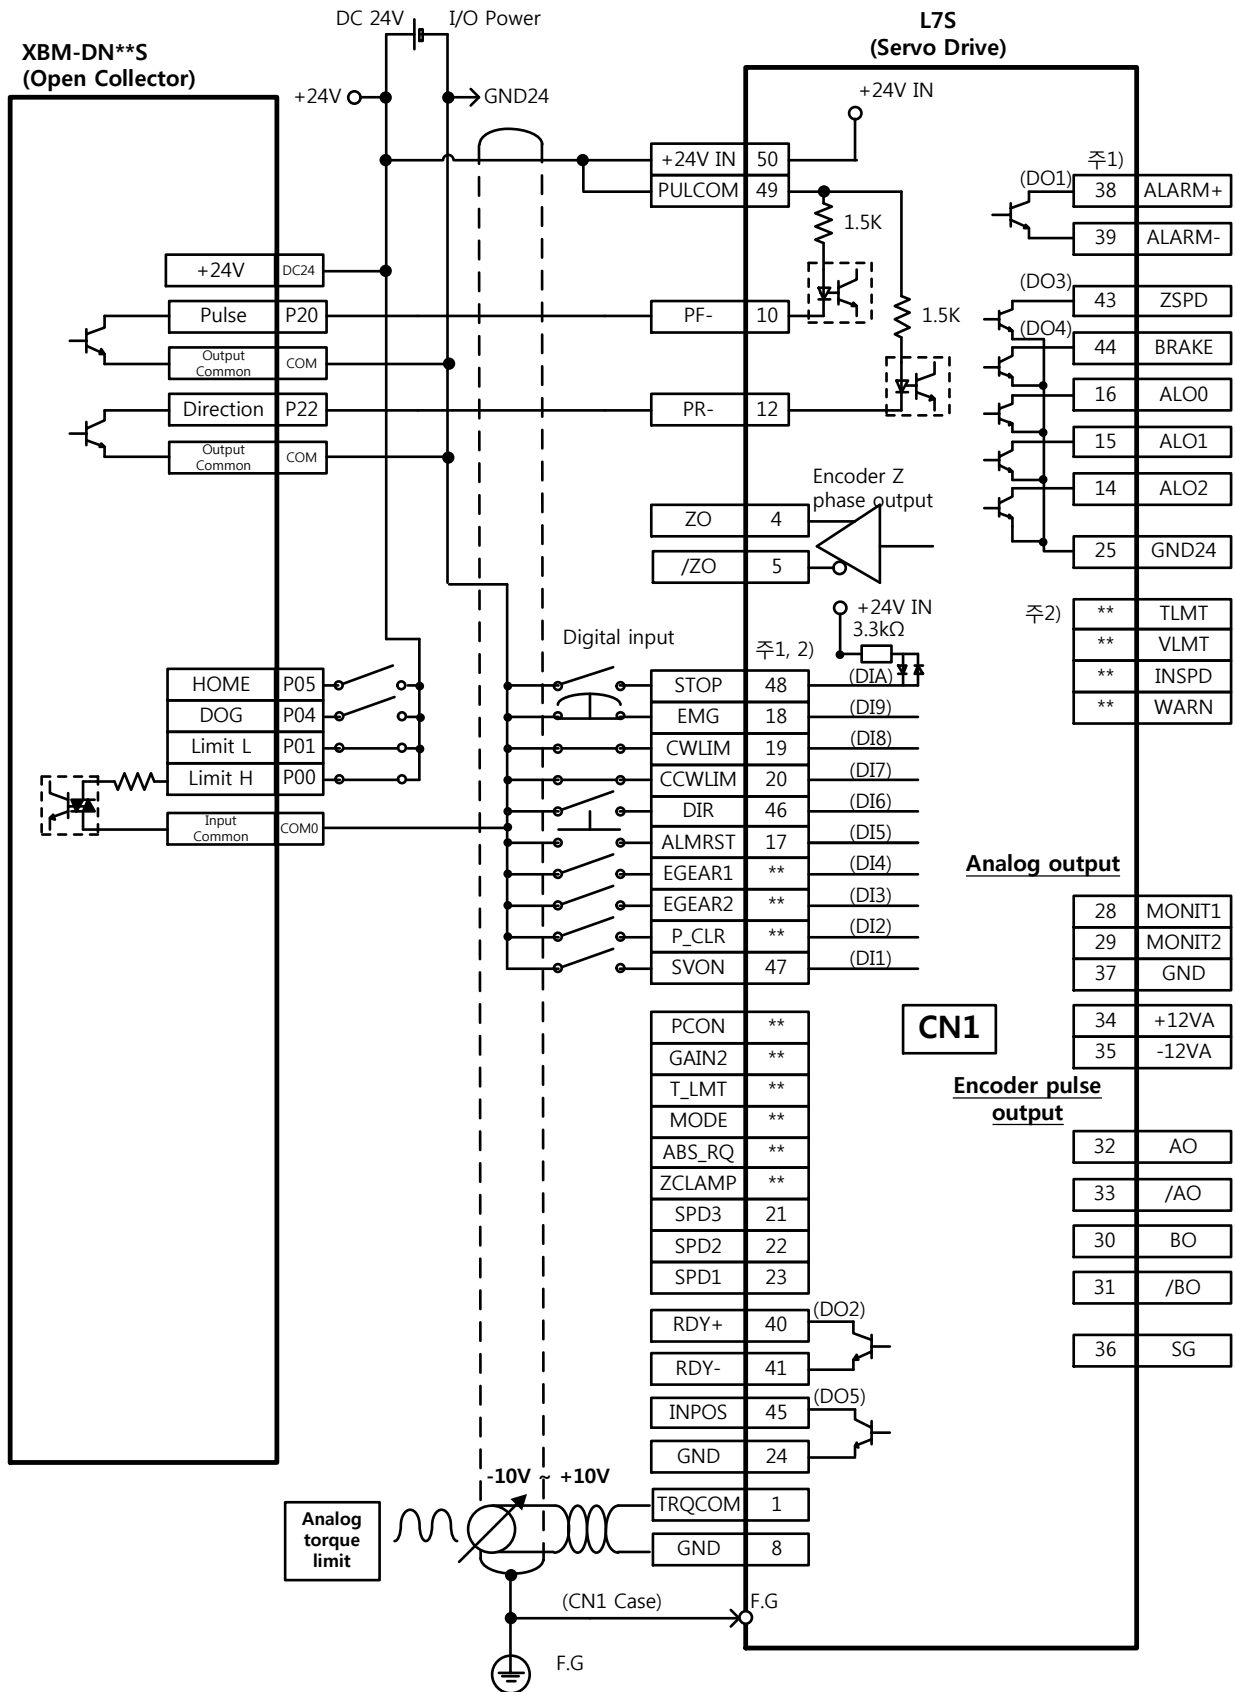 DC 24V I/O Power
L7S
(Servo Drive)
XBM-DN**S
(Open Collector)
+24V
GND24
+24V IN
+24V IN 50
PULCOM 49
1.5K
1.5K
주1)
(DO1)
38 ALARM+
39 ALARM-
+24V DC24
Pulse P20
Output
Common
COM
Direction P22
Output
Common
COM
PF- 10
PR- 12
(DO3)
43 ZSPD
(DO4)
44 BRAKE
16 ALO0
15 ALO1
14 ALO2
25 GND24
Encoder Z
phase output
ZO 4
/ZO 5
주2)
** TLMT
** VLMT
** INSPD
** WARN
+24V IN
3.3kΩ
Digital input
주1, 2)
HOME P05
DOG P04
Limit L P01
Limit H P00
Input
Common
COM0
STOP 48 (DIA)
EMG 18 (DI9)
CWLIM 19 (DI8)
CCWLIM 20 (DI7)
DIR 46 (DI6)
ALMRST 17 (DI5)
EGEAR1 ** (DI4)
EGEAR2 ** (DI3)
P_CLR ** (DI2)
SVON 47 (DI1)
Analog output
28 MONIT1
29 MONIT2
37 GND
34 +12VA
35 -12VA
CN1
PCON **
GAIN2 **
T_LMT **
MODE **
ABS_RQ **
ZCLAMP **
SPD3 21
SPD2 22
SPD1 23
Encoder pulse
output
32 AO
33 /AO
30 BO
31 /BO
36 SG
RDY+ 40 (DO2)
RDY- 41
INPOS 45 (DO5)
GND 24
-10V ~ +10V
Analog
torque
limit
TRQCOM 1
GND 8
(CN1 Case)
F.G
F.G